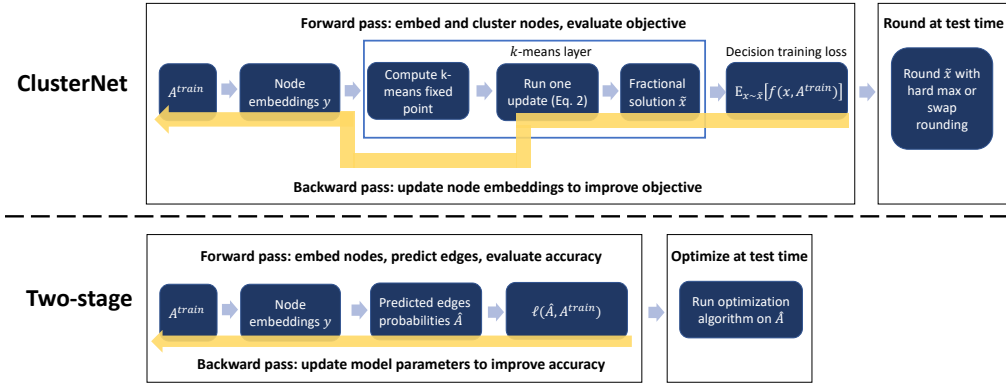 Forward pass: embed and cluster nodes, evaluate objective
Round at test time
ClusterNet
k-means layer
Decision training loss
A^{train}
Node
embeddings y
Compute k-
means fixed
point
Run one
update (Eq. 2)
Fractional
solution x̃
E_{x~x̃}[f(x, A^{train})]
Round x̃ with
hard max or
swap
rounding
Backward pass: update node embeddings to improve objective
Two-stage
Forward pass: embed nodes, predict edges, evaluate accuracy
Optimize at test time
A^{train}
Node
embeddings y
Predicted edges
probabilities Â
ℓ(Â, A^{train})
Run optimization
algorithm on Â
Backward pass: update model parameters to improve accuracy